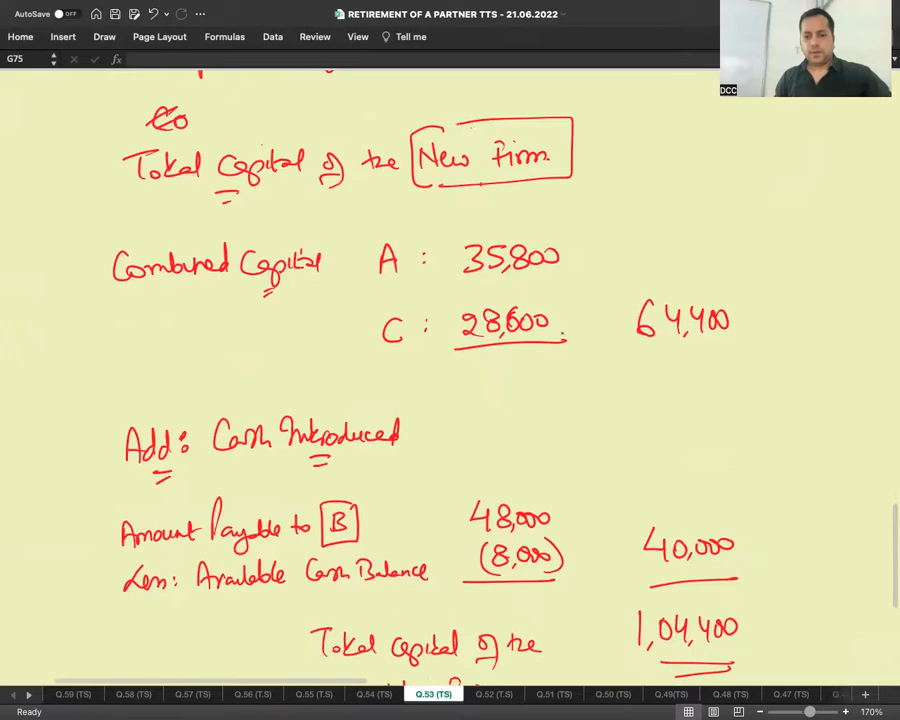 AutoSave OFF RETIREMENT OF A PARTNER TTS - 21.06.2022
Home Insert Draw Page Layout Formulas Data Review View Tell me
G75 fx
DCC
Co
Total Capital of the New Firm
Combined Capital A : 35,800
C : 28,600 64,400
Add: Cash Introduced
Amount Payable to B 48,000
Less: Available Cash Balance (8,000) 40,000
Total capital of the 1,04,400
Q.59 (TS) Q.58 (TS) Q.57 (TS) Q.56 (T.S) Q.55 (T.S) Q.54 (TS) Q.53 (TS) Q.52 (T.S) Q.51 (TS) Q.50 (TS) Q.49(TS) Q.48 (TS) Q.47 (TS)
Ready 170%